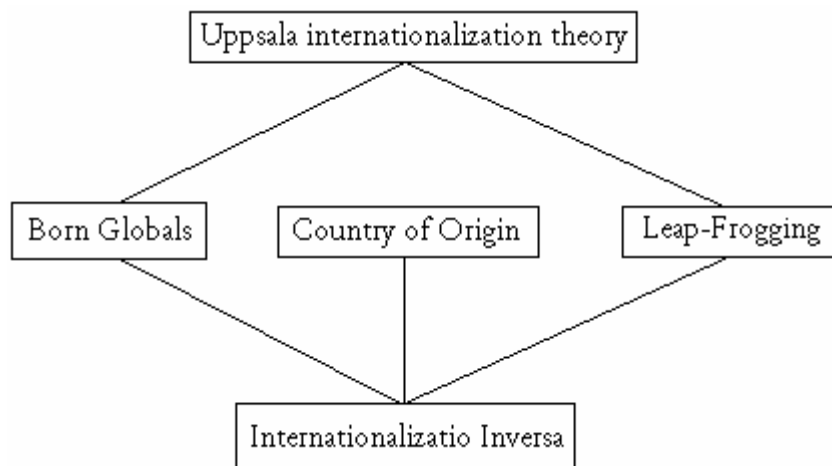 Uppsala internationalization theory
Born Globals
Country of Origin
Leap-Frogging
Internationalizatio Inversa